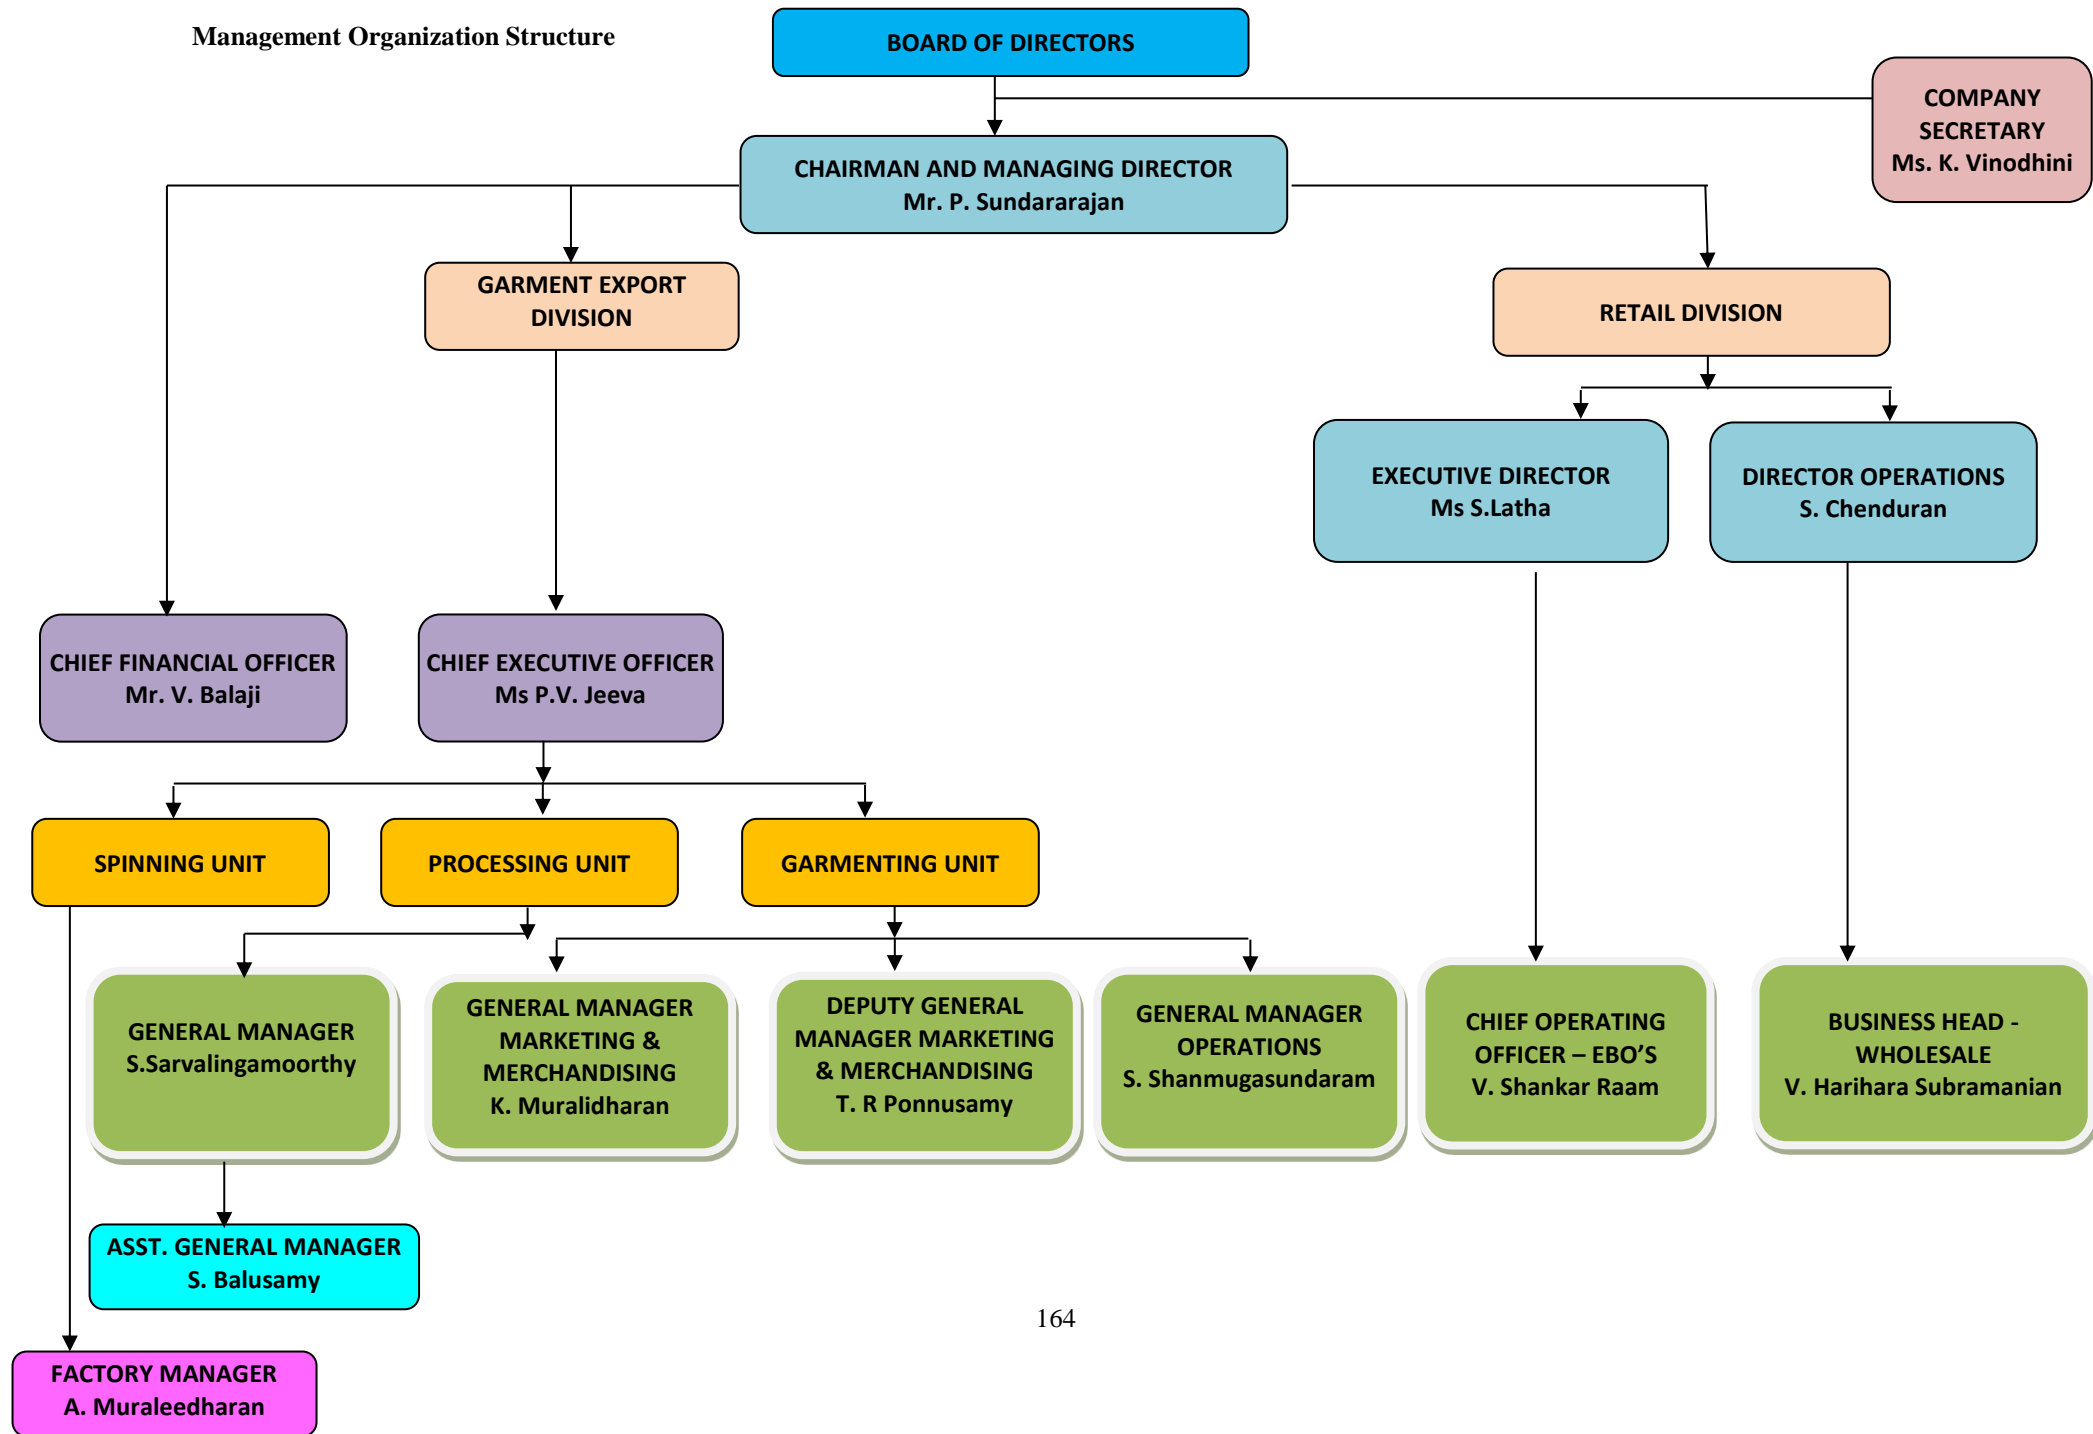 Management Organization Structure
BOARD OF DIRECTORS
COMPANY
SECRETARY
Ms. K. Vinodhini
CHAIRMAN AND MANAGING DIRECTOR
Mr. P. Sundararajan
GARMENT EXPORT
DIVISION
RETAIL DIVISION
EXECUTIVE DIRECTOR
Ms S.Latha
DIRECTOR OPERATIONS
S. Chenduran
CHIEF FINANCIAL OFFICER
Mr. V. Balaji
CHIEF EXECUTIVE OFFICER
Ms P.V. Jeeva
SPINNING UNIT
PROCESSING UNIT
GARMENTING UNIT
GENERAL MANAGER
S.Sarvalingamoorthy
GENERAL MANAGER
MARKETING &
MERCHANDISING
K. Muralidharan
DEPUTY GENERAL
MANAGER MARKETING
& MERCHANDISING
T. R Ponnusamy
GENERAL MANAGER
OPERATIONS
S. Shanmugasundaram
CHIEF OPERATING
OFFICER – EBO’S
V. Shankar Raam
BUSINESS HEAD -
WHOLESALE
V. Harihara Subramanian
ASST. GENERAL MANAGER
S. Balusamy
164
FACTORY MANAGER
A. Muraleedharan